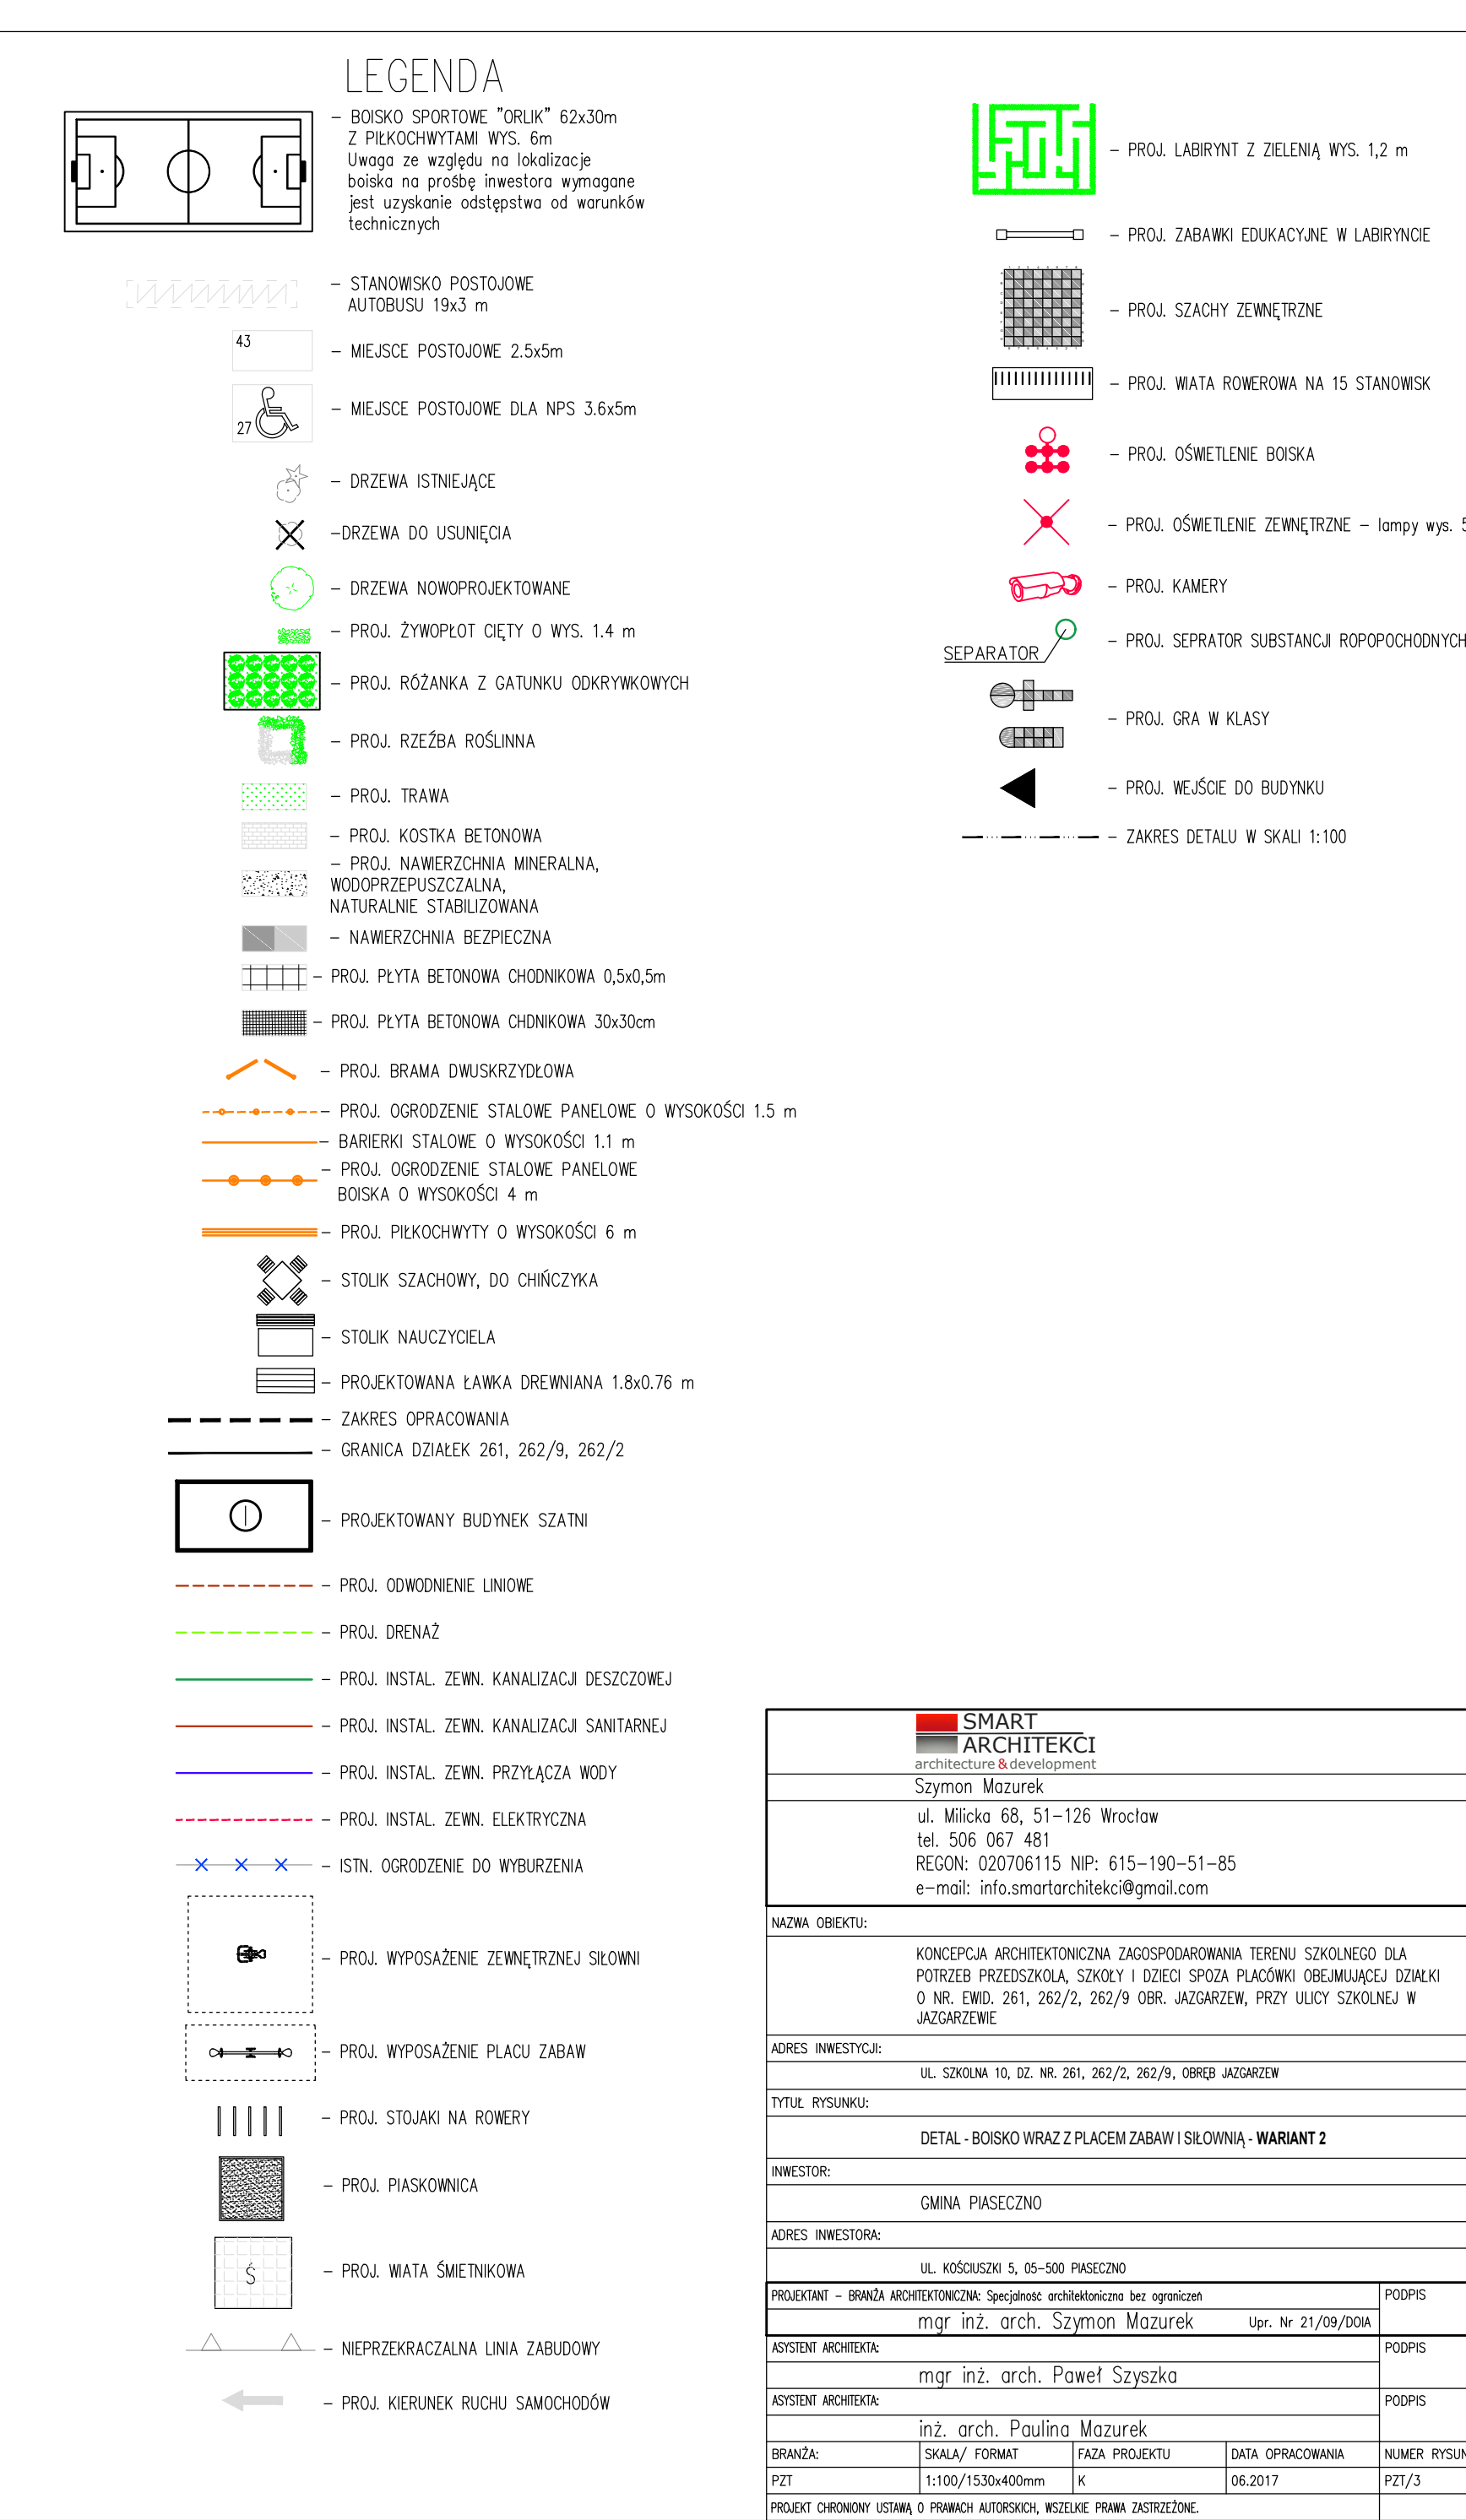 LEGENDA
- BOISKO SPORTOWE "ORLIK" 62x30m
Z PIŁKOCHWYTAMI WYS. 6m
Uwaga ze względu na lokalizacje
boiska na prośbę inwestora wymagane
jest uzyskanie odstępstwa od warunków
technicznych
- STANOWISKO POSTOJOWE
AUTOBUSU 19x3 m
43
- MIEJSCE POSTOJOWE 2.5x5m
27
- MIEJSCE POSTOJOWE DLA NPS 3.6x5m
- DRZEWA ISTNIEJĄCE
-DRZEWA DO USUNIĘCIA
- DRZEWA NOWOPROJEKTOWANE
- PROJ. ŻYWOPŁOT CIĘTY O WYS. 1.4 m
- PROJ. RÓŻANKA Z GATUNKU ODKRYWKOWYCH
- PROJ. RZEŹBA ROŚLINNA
- PROJ. TRAWA
- PROJ. KOSTKA BETONOWA
- PROJ. NAWIERZCHNIA MINERALNA,
WODOPRZEPUSZCZALNA,
NATURALNIE STABILIZOWANA
- NAWIERZCHNIA BEZPIECZNA
- PROJ. PŁYTA BETONOWA CHODNIKOWA 0,5x0,5m
- PROJ. PŁYTA BETONOWA CHDNIKOWA 30x30cm
- PROJ. BRAMA DWUSKRZYDŁOWA
- PROJ. OGRODZENIE STALOWE PANELOWE O WYSOKOŚCI 1.5 m
- BARIERKI STALOWE O WYSOKOŚCI 1.1 m
- PROJ. OGRODZENIE STALOWE PANELOWE
BOISKA O WYSOKOŚCI 4 m
- PROJ. PIŁKOCHWYTY O WYSOKOŚCI 6 m
- STOLIK SZACHOWY, DO CHIŃCZYKA
- STOLIK NAUCZYCIELA
- PROJEKTOWANA ŁAWKA DREWNIANA 1.8x0.76 m
- ZAKRES OPRACOWANIA
- GRANICA DZIAŁEK 261, 262/9, 262/2
- PROJEKTOWANY BUDYNEK SZATNI
- PROJ. ODWODNIENIE LINIOWE
- PROJ. DRENAŻ
- PROJ. INSTAL. ZEWN. KANALIZACJI DESZCZOWEJ
- PROJ. INSTAL. ZEWN. KANALIZACJI SANITARNEJ
- PROJ. INSTAL. ZEWN. PRZYŁĄCZA WODY
- PROJ. INSTAL. ZEWN. ELEKTRYCZNA
- ISTN. OGRODZENIE DO WYBURZENIA
- PROJ. WYPOSAŻENIE ZEWNĘTRZNEJ SIŁOWNI
- PROJ. WYPOSAŻENIE PLACU ZABAW
- PROJ. STOJAKI NA ROWERY
- PROJ. PIASKOWNICA
Ś
- PROJ. WIATA ŚMIETNIKOWA
- NIEPRZEKRACZALNA LINIA ZABUDOWY
- PROJ. KIERUNEK RUCHU SAMOCHODÓW
- PROJ. LABIRYNT Z ZIELENIĄ WYS. 1,2 m
- PROJ. ZABAWKI EDUKACYJNE W LABIRYNCIE
- PROJ. SZACHY ZEWNĘTRZNE
- PROJ. WIATA ROWEROWA NA 15 STANOWISK
- PROJ. OŚWIETLENIE BOISKA
- PROJ. OŚWIETLENIE ZEWNĘTRZNE - lampy wys. 5
- PROJ. KAMERY
SEPARATOR
- PROJ. SEPRATOR SUBSTANCJI ROPOPOCHODNYCH
- PROJ. GRA W KLASY
- PROJ. WEJŚCIE DO BUDYNKU
- ZAKRES DETALU W SKALI 1:100
SMART
ARCHITEKCI
architecture & development
Szymon Mazurek
ul. Milicka 68, 51-126 Wrocław
tel. 506 067 481
REGON: 020706115 NIP: 615-190-51-85
e-mail: info.smartarchitekci@gmail.com
NAZWA OBIEKTU:
KONCEPCJA ARCHITEKTONICZNA ZAGOSPODAROWANIA TERENU SZKOLNEGO DLA
POTRZEB PRZEDSZKOLA, SZKOŁY I DZIECI SPOZA PLACÓWKI OBEJMUJĄCEJ DZIAŁKI
O NR. EWID. 261, 262/2, 262/9 OBR. JAZGARZEW, PRZY ULICY SZKOLNEJ W
JAZGARZEWIE
ADRES INWESTYCJI:
UL. SZKOLNA 10, DZ. NR. 261, 262/2, 262/9, OBRĘB JAZGARZEW
TYTUŁ RYSUNKU:
DETAL - BOISKO WRAZ Z PLACEM ZABAW I SIŁOWNIĄ - WARIANT 2
INWESTOR:
GMINA PIASECZNO
ADRES INWESTORA:
UL. KOŚCIUSZKI 5, 05-500 PIASECZNO
PROJEKTANT - BRANŻA ARCHITEKTONICZNA: Specjalność architektoniczna bez ograniczeń PODPIS
mgr inż. arch. Szymon Mazurek Upr. Nr 21/09/DOIA
ASYSTENT ARCHITEKTA: PODPIS
mgr inż. arch. Paweł Szyszka
ASYSTENT ARCHITEKTA: PODPIS
inż. arch. Paulina Mazurek
BRANŻA: SKALA/ FORMAT FAZA PROJEKTU DATA OPRACOWANIA NUMER RYSUN
PZT 1:100/1530x400mm K 06.2017 PZT/3
PROJEKT CHRONIONY USTAWĄ O PRAWACH AUTORSKICH, WSZELKIE PRAWA ZASTRZEŻONE.